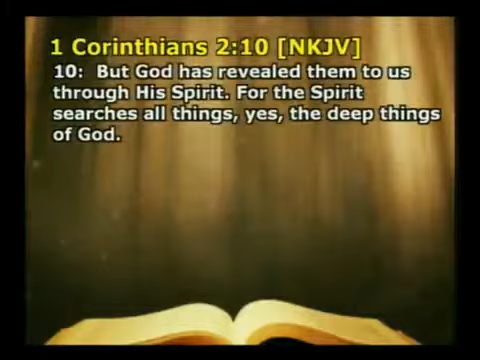 1 Corinthians 2:10 [NKJV]
10:  But God has revealed them to us
through His Spirit. For the Spirit
searches all things, yes, the deep things
of God.